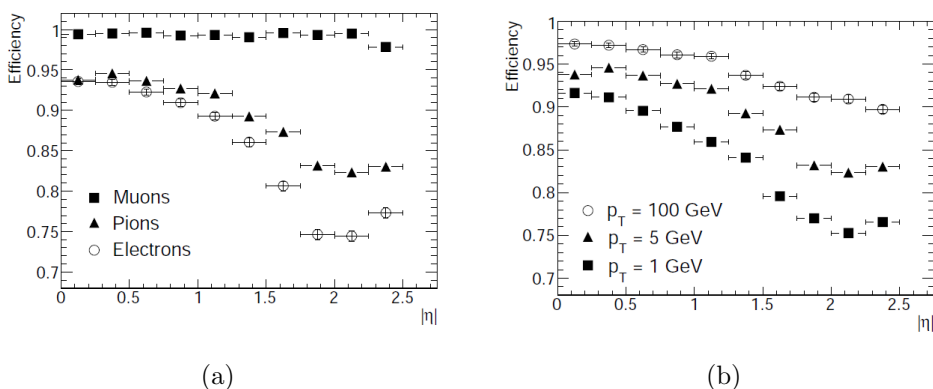 Efficiency
1
0.95
0.9
0.85
0.8
0.75
0.7
Muons
Pions
Electrons
0 0.5 1 1.5 2 2.5
|η|
(a)
Efficiency
1
0.95
0.9
0.85
0.8
0.75
0.7
p_T = 100 GeV
p_T = 5 GeV
p_T = 1 GeV
0 0.5 1 1.5 2 2.5
|η|
(b)